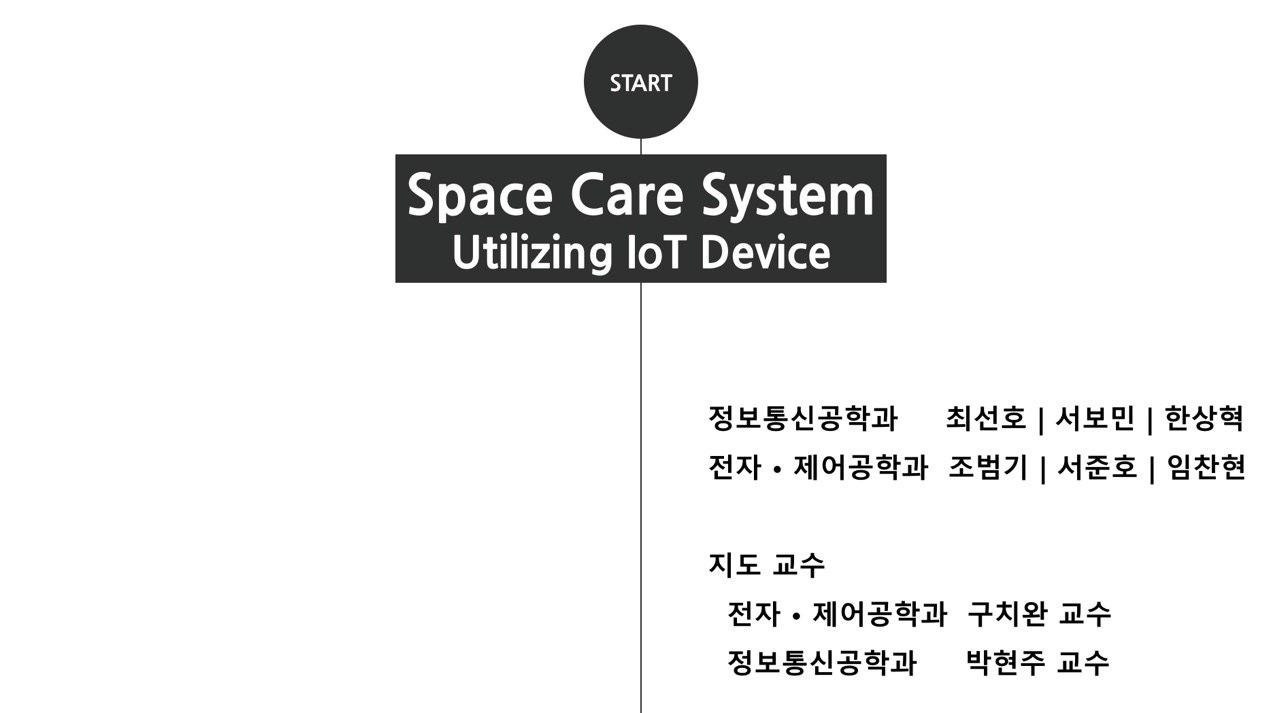 START
Space Care System
Utilizing IoT Device
정보통신공학과 최선호 | 서보민 | 한상혁
전자 • 제어공학과 조범기 | 서준호 | 임찬현
지도 교수
전자 • 제어공학과 구치완 교수
정보통신공학과 박현주 교수